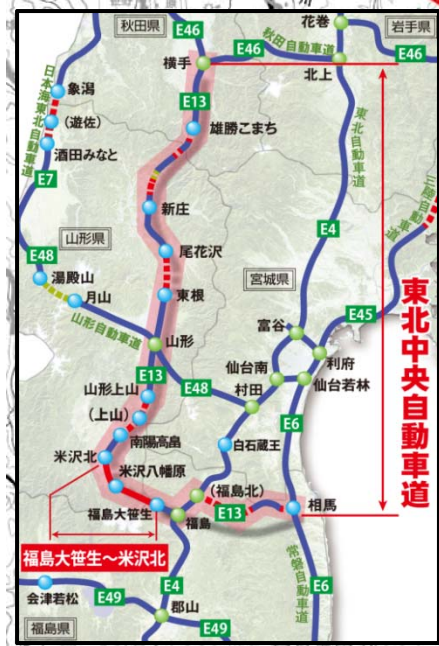 秋田県
E46
花巻
岩手県
E46
秋田自動車道
E46
横手
北上
象潟
日本海東北自動車道
(遊佐)
酒田みなと
E7
E13
雄勝こまち
東北自動車道
三陸自動車道
新庄
E48
山形県
尾花沢
宮城県
E4
湯殿山
月山
山形自動車道
東根
富谷
E45
山形
仙台南
利府
E13
山形上山
E48
村田
仙台若林
(上山)
E6
南陽高畠
白石蔵王
米沢北
米沢八幡原
(福島北)
福島大笹生
福島
E13
相馬
東北中央自動車道
福島大笹生~米沢北
E4
常磐自動車道
E6
会津若松
E49
郡山
福島県
E49